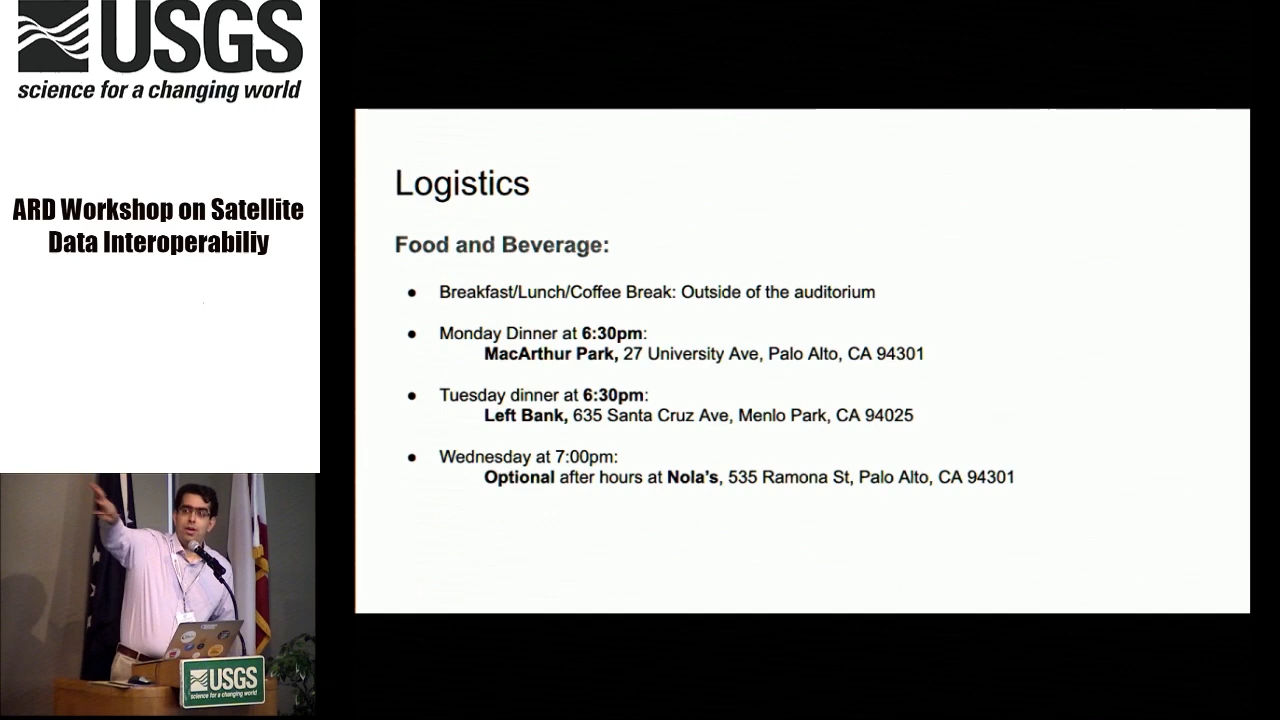 USGS
science for a changing world
ARD Workshop on Satellite
Data Interoperabiliy
Logistics
Food and Beverage:
● Breakfast/Lunch/Coffee Break: Outside of the auditorium
● Monday Dinner at 6:30pm:
MacArthur Park, 27 University Ave, Palo Alto, CA 94301
● Tuesday dinner at 6:30pm:
Left Bank, 635 Santa Cruz Ave, Menlo Park, CA 94025
● Wednesday at 7:00pm:
Optional after hours at Nola's, 535 Ramona St, Palo Alto, CA 94301
USGS
science for a changing world